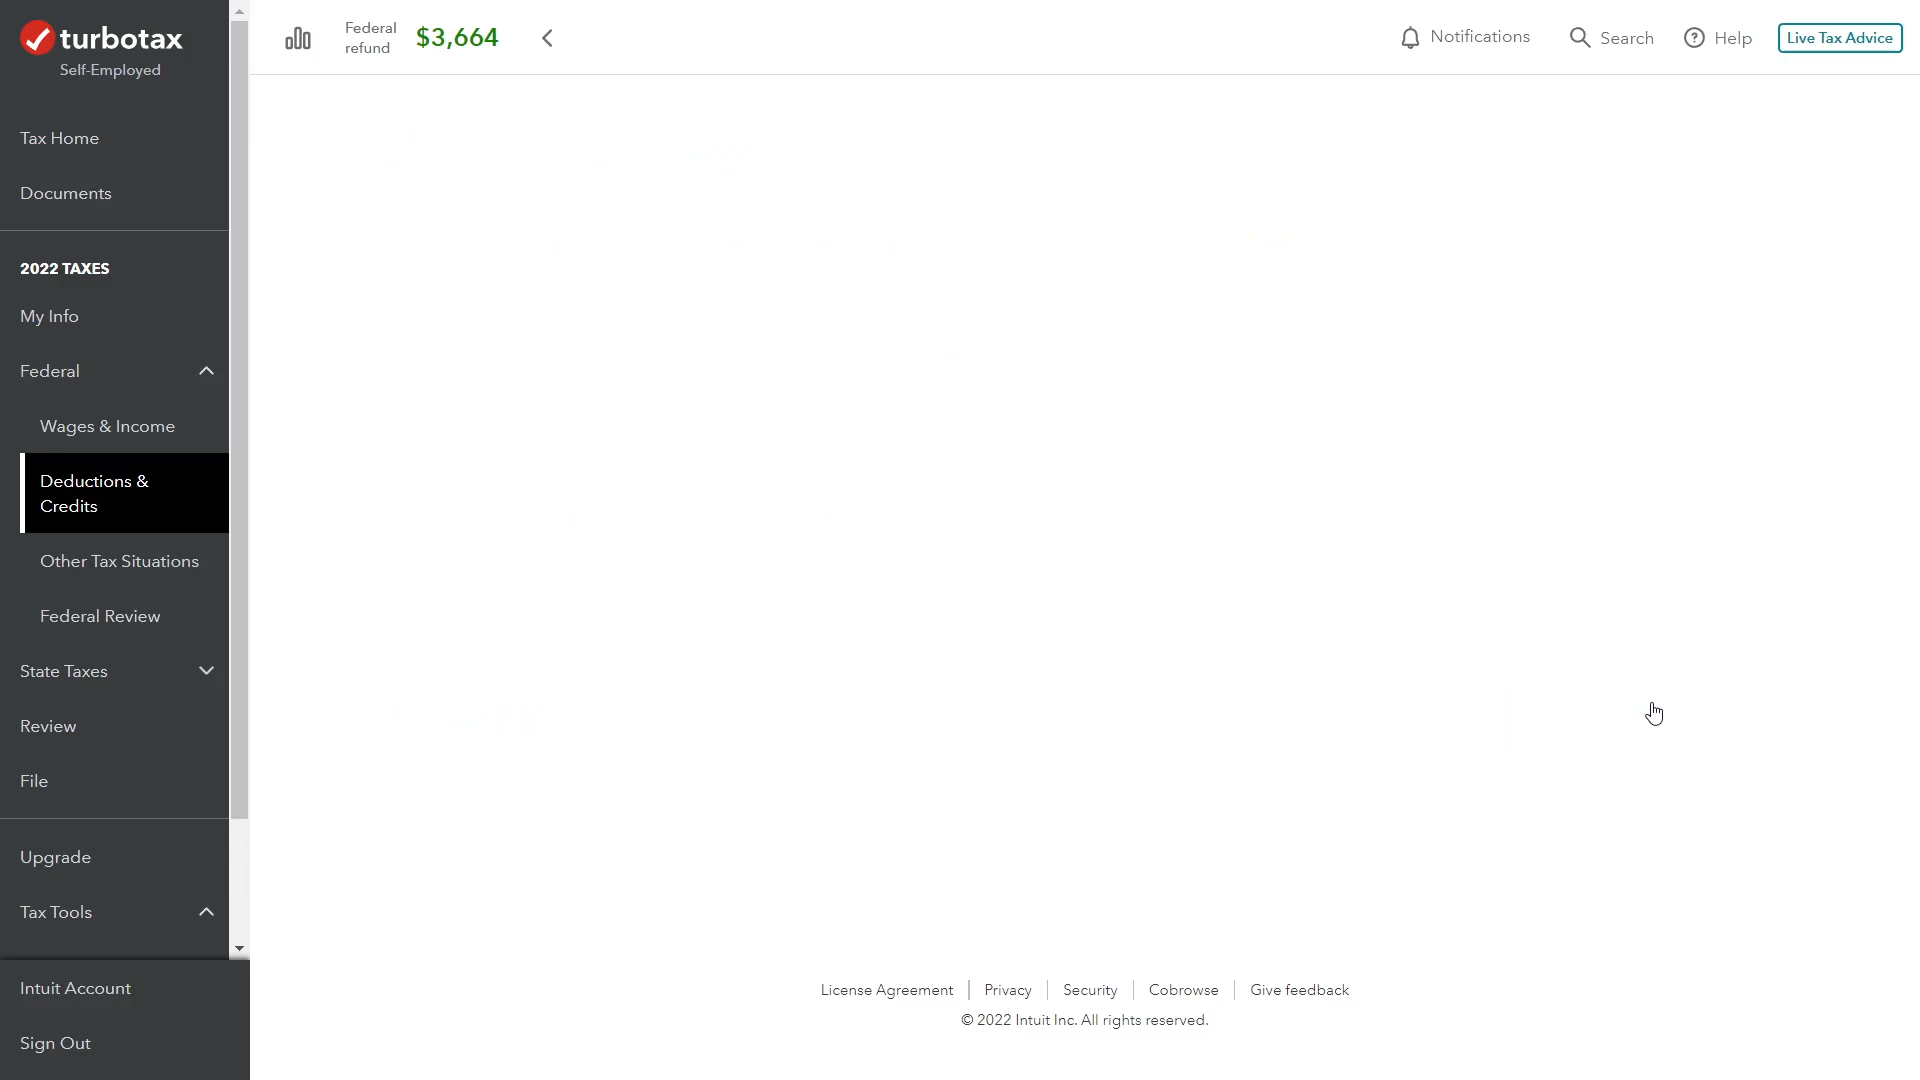 turbotax
Self-Employed
Tax Home
Documents
2022 TAXES
My Info
Federal
Wages & Income
Deductions &
Credits
Other Tax Situations
Federal Review
State Taxes
Review
File
Upgrade
Tax Tools
Intuit Account
Sign Out
Federal
refund
$3,664
Notifications
Search
Help
Live Tax Advice
License Agreement
Privacy
Security
Cobrowse
Give feedback
© 2022 Intuit Inc. All rights reserved.